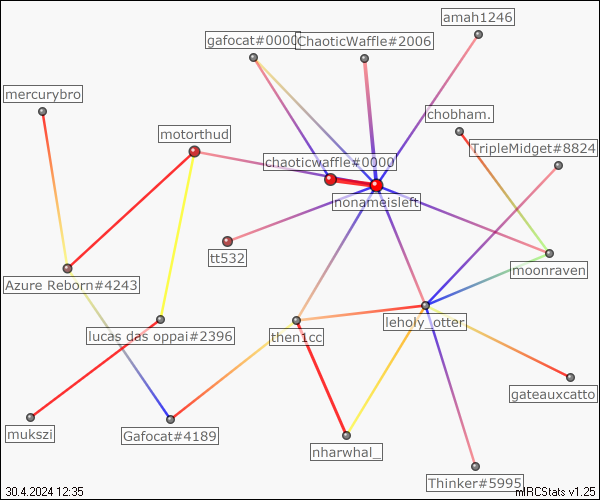 amah1246
gafocat#0000
ChaoticWaffle#2006
mercurybro
chobham.
motorthud
TripleMidget#8824
chaoticwaffle#0000
nonameisleft
tt532
moonraven
Azure Reborn#4243
leholy_otter
lucas das oppai#2396
then1cc
gateauxcatto
mukszi
Gafocat#4189
nharwhal_
Thinker#5995
30.4.2024 12:35
mIRCStats v1.25